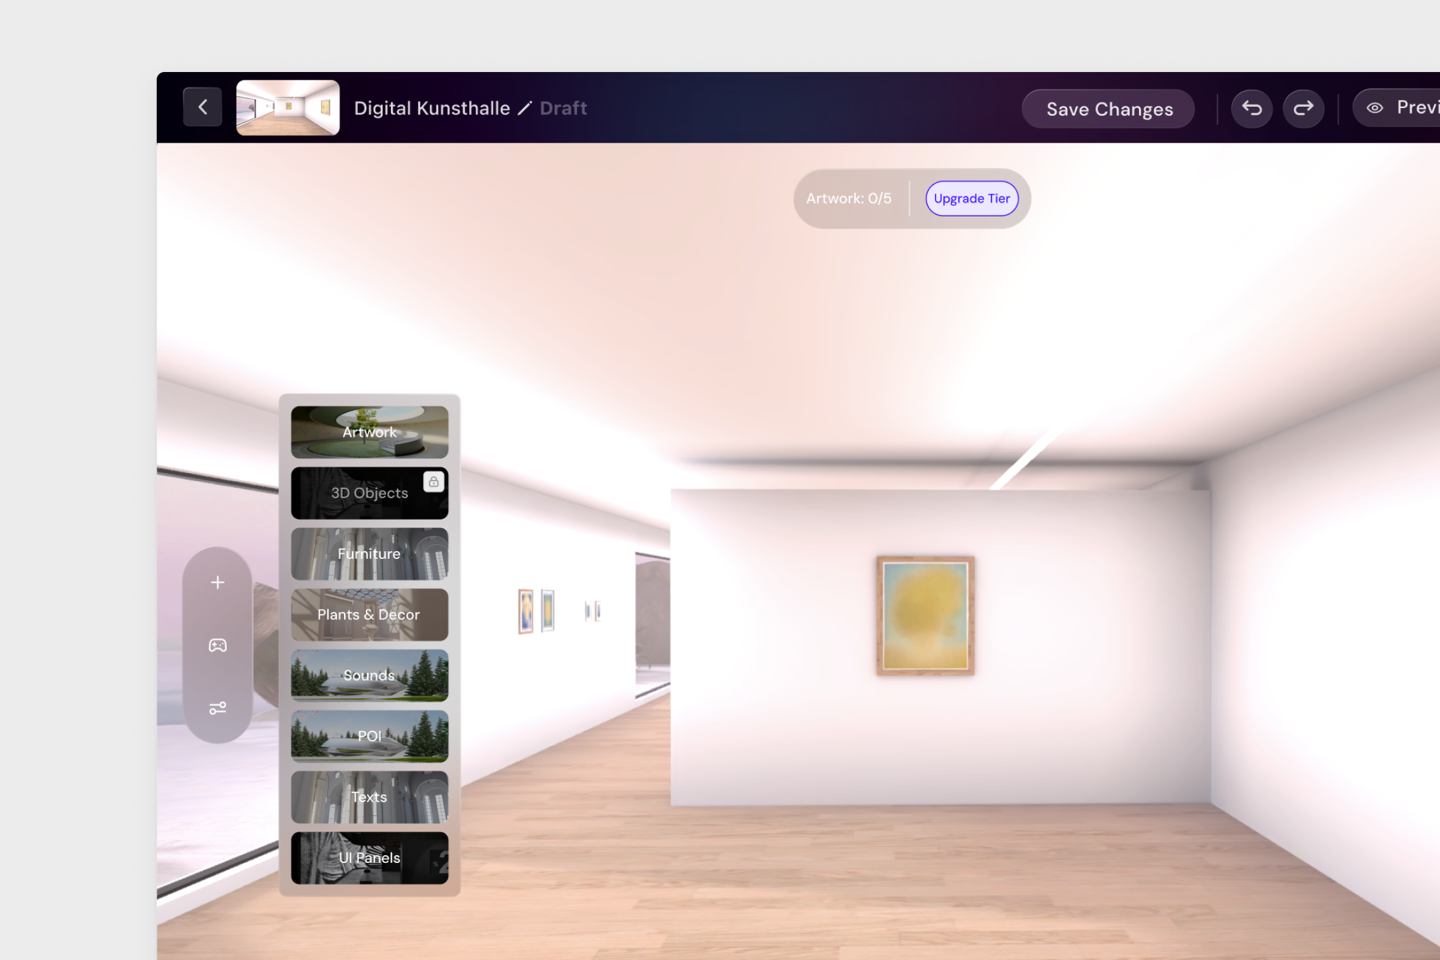 Digital Kunsthalle Draft
Save Changes
Previ
Artwork: 0/5
Upgrade Tier
Artwork
3D Objects
Furniture
Plants & Decor
Sounds
POI
Texts
UI Panels